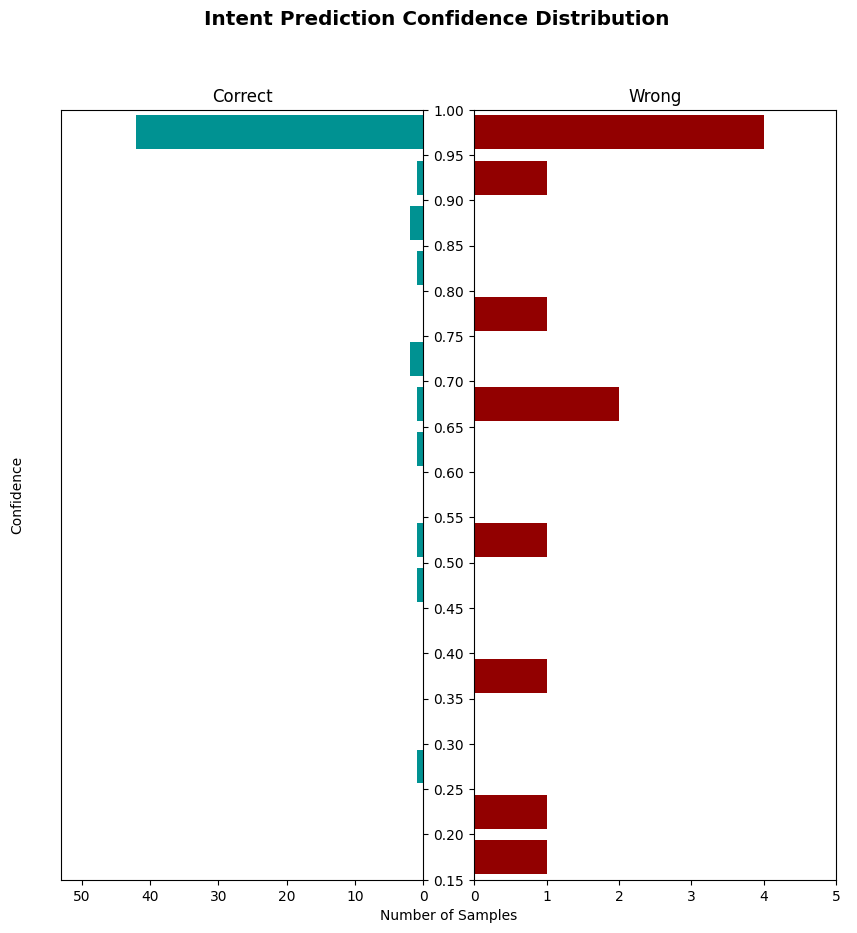 Intent Prediction Confidence Distribution
Correct
Wrong
1.00
0.95
0.90
0.85
0.80
0.75
0.70
0.65
0.60
0.55
0.50
0.45
0.40
0.35
0.30
0.25
0.20
0.15
Confidence
50 40 30 20 10 0
0 1 2 3 4 5
Number of Samples